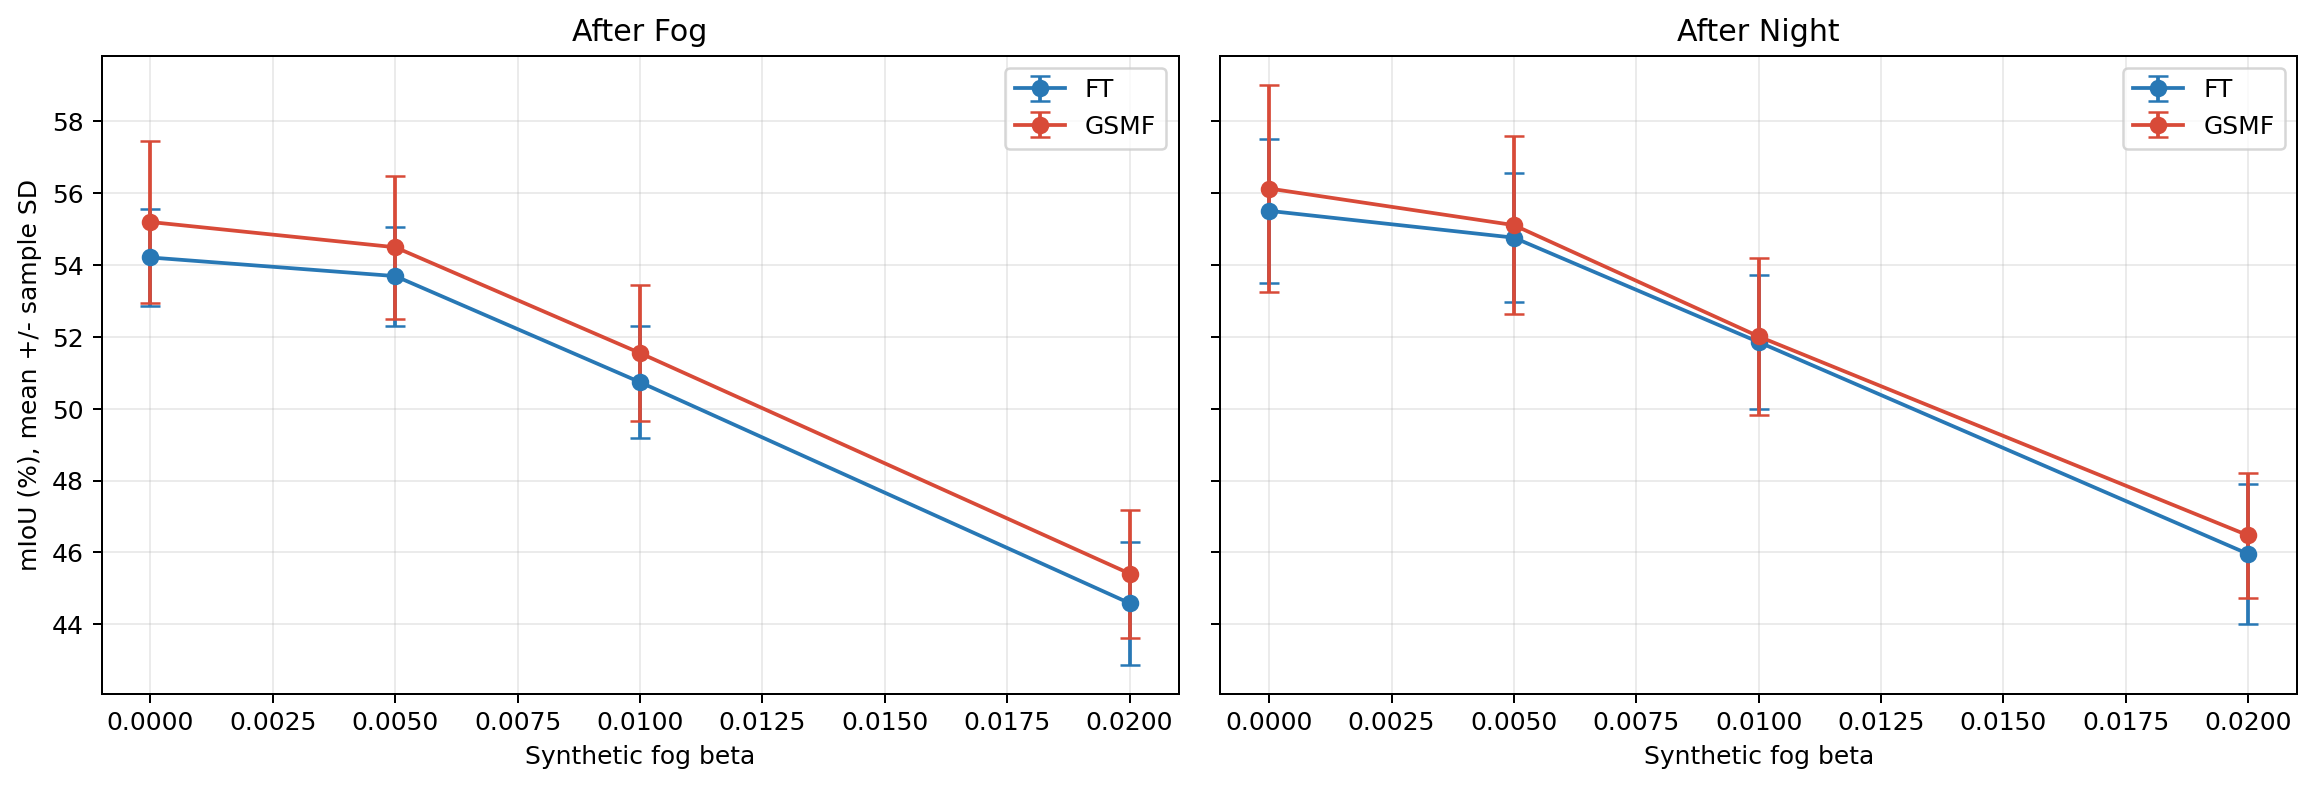 After Fog
After Night
FT
GSMF
FT
GSMF
mIoU (%), mean +/- sample SD
58
56
54
52
50
48
46
44
0.0000 0.0025 0.0050 0.0075 0.0100 0.0125 0.0150 0.0175 0.0200
0.0000 0.0025 0.0050 0.0075 0.0100 0.0125 0.0150 0.0175 0.0200
Synthetic fog beta
Synthetic fog beta